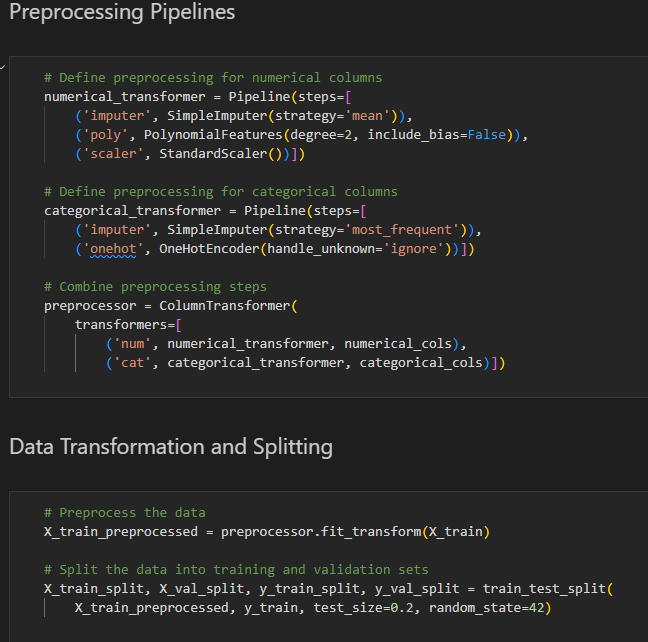 Preprocessing Pipelines
# Define preprocessing for numerical columns
numerical_transformer = Pipeline(steps=[
('imputer', SimpleImputer(strategy='mean')),
('poly', PolynomialFeatures(degree=2, include_bias=False)),
('scaler', StandardScaler())])
# Define preprocessing for categorical columns
categorical_transformer = Pipeline(steps=[
('imputer', SimpleImputer(strategy='most_frequent')),
('onehot', OneHotEncoder(handle_unknown='ignore'))])
# Combine preprocessing steps
preprocessor = ColumnTransformer(
transformers=[
('num', numerical_transformer, numerical_cols),
('cat', categorical_transformer, categorical_cols)])
Data Transformation and Splitting
# Preprocess the data
X_train_preprocessed = preprocessor.fit_transform(X_train)
# Split the data into training and validation sets
X_train_split, X_val_split, y_train_split, y_val_split = train_test_split(
X_train_preprocessed, y_train, test_size=0.2, random_state=42)